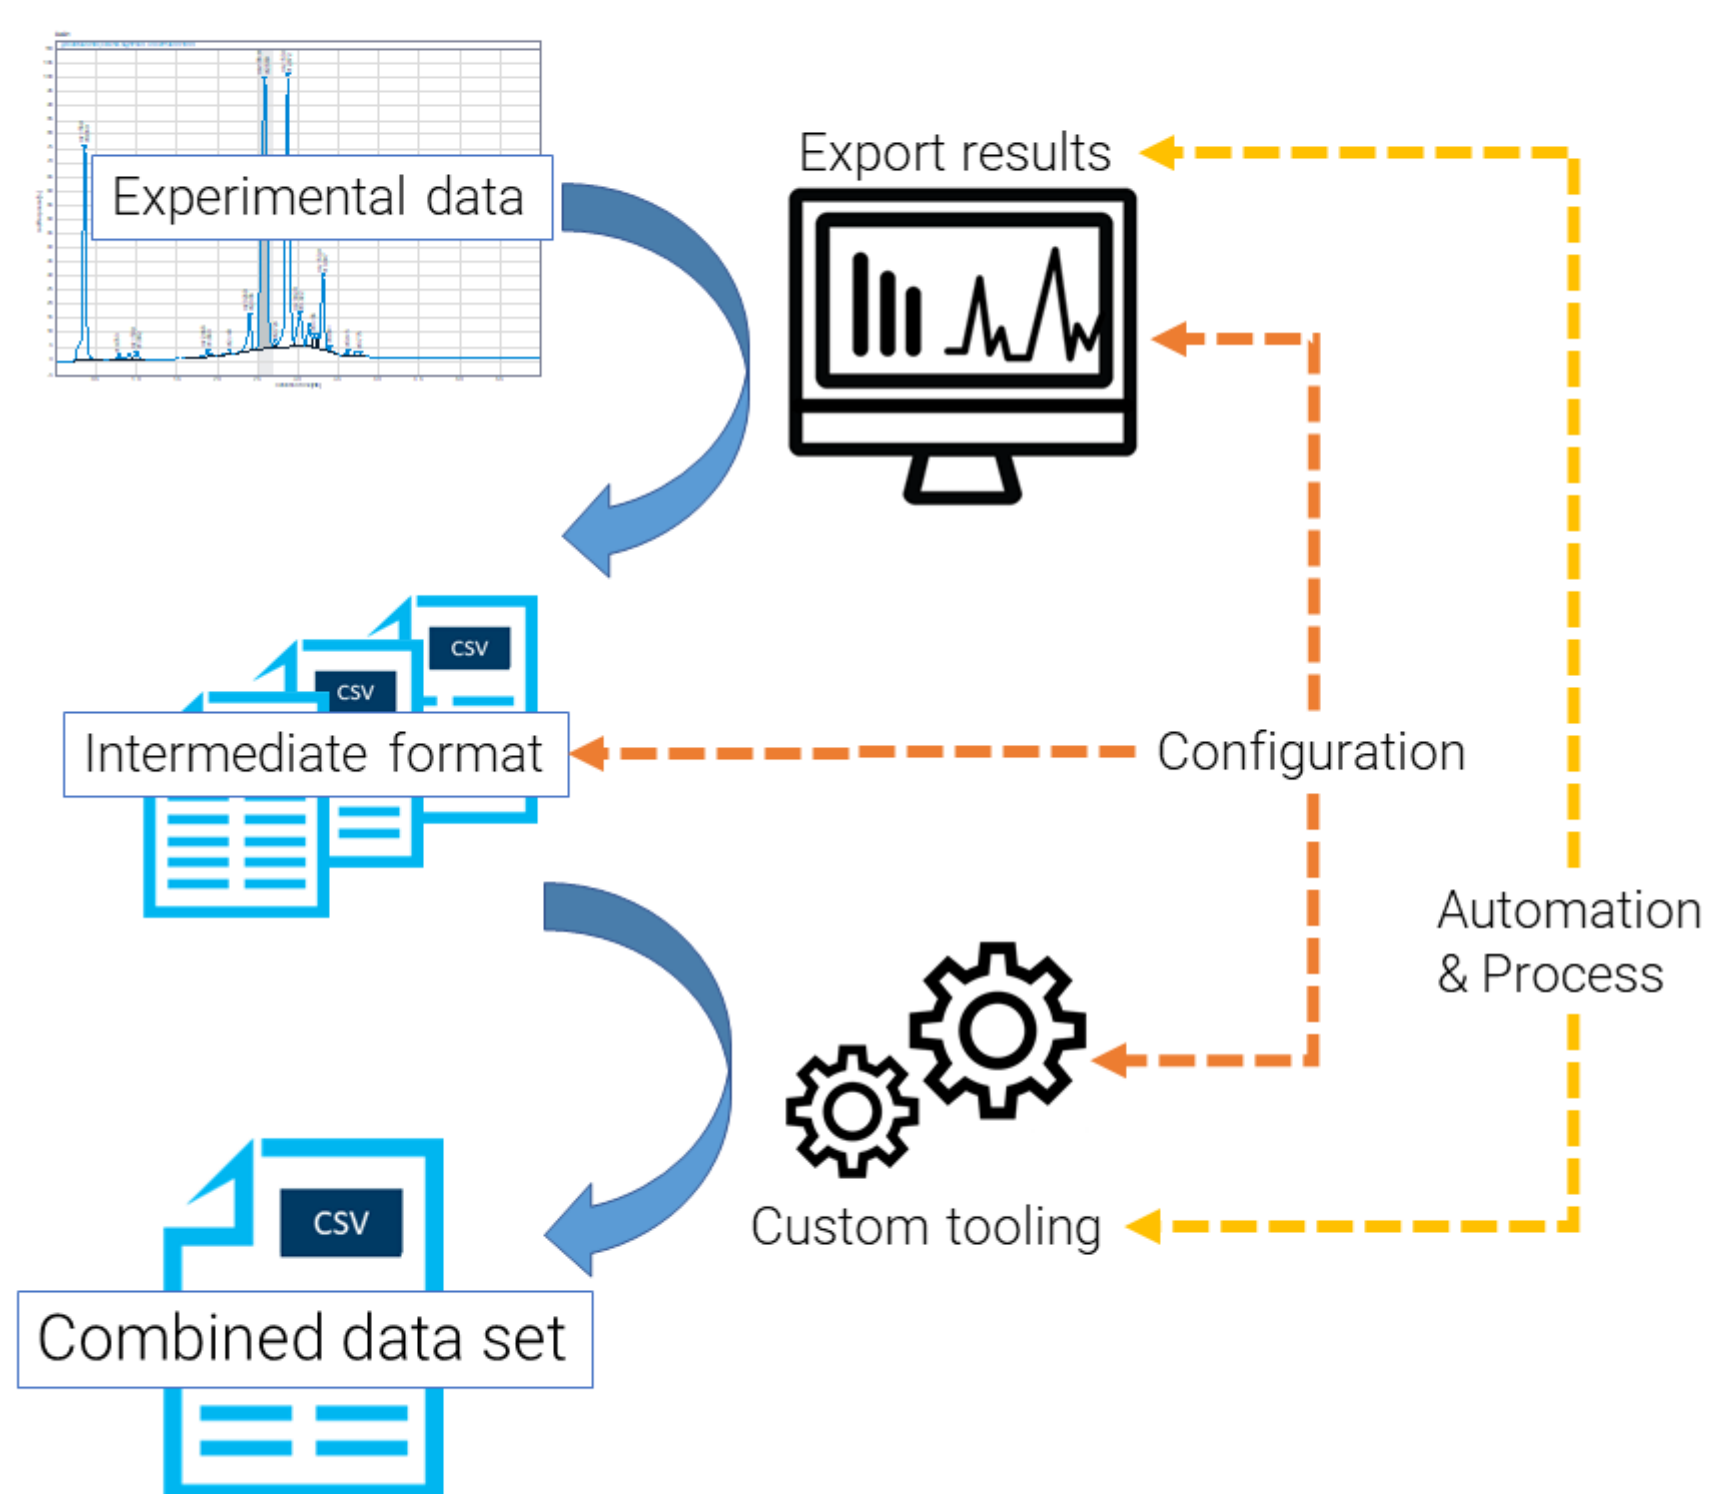 Experimental data
Export results
CSV
CSV
Intermediate format
Configuration
Automation
& Process
Custom tooling
CSV
Combined data set